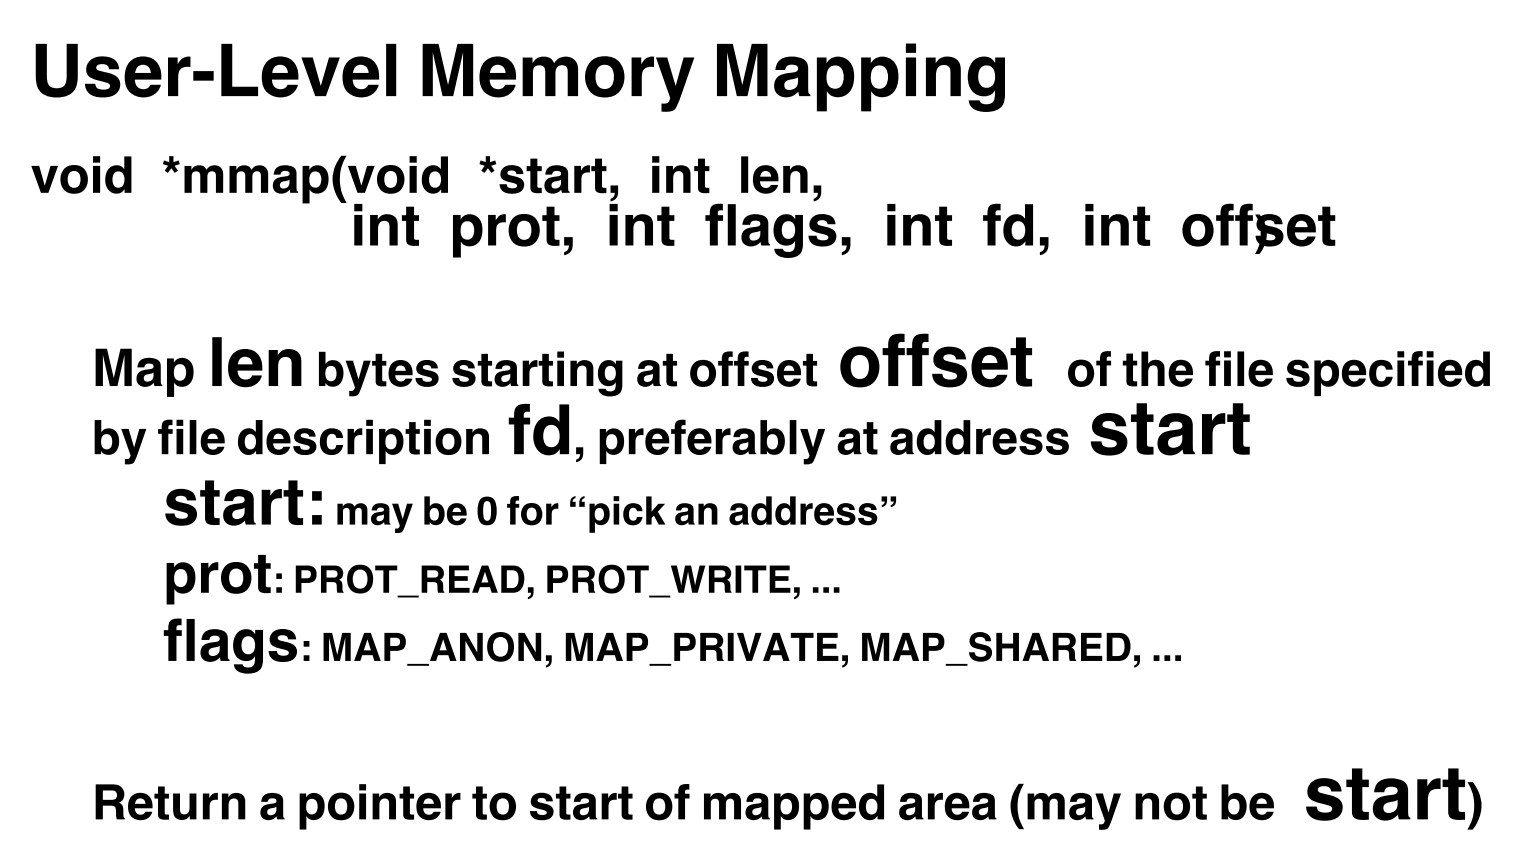 User-Level Memory Mapping
void *mmap(void *start, int len,
int prot, int flags, int fd, int offset)
Map len bytes starting at offset offset of the file specified
by file description fd, preferably at address start
start: may be 0 for “pick an address”
prot: PROT_READ, PROT_WRITE, ...
flags: MAP_ANON, MAP_PRIVATE, MAP_SHARED, ...
Return a pointer to start of mapped area (may not be start)